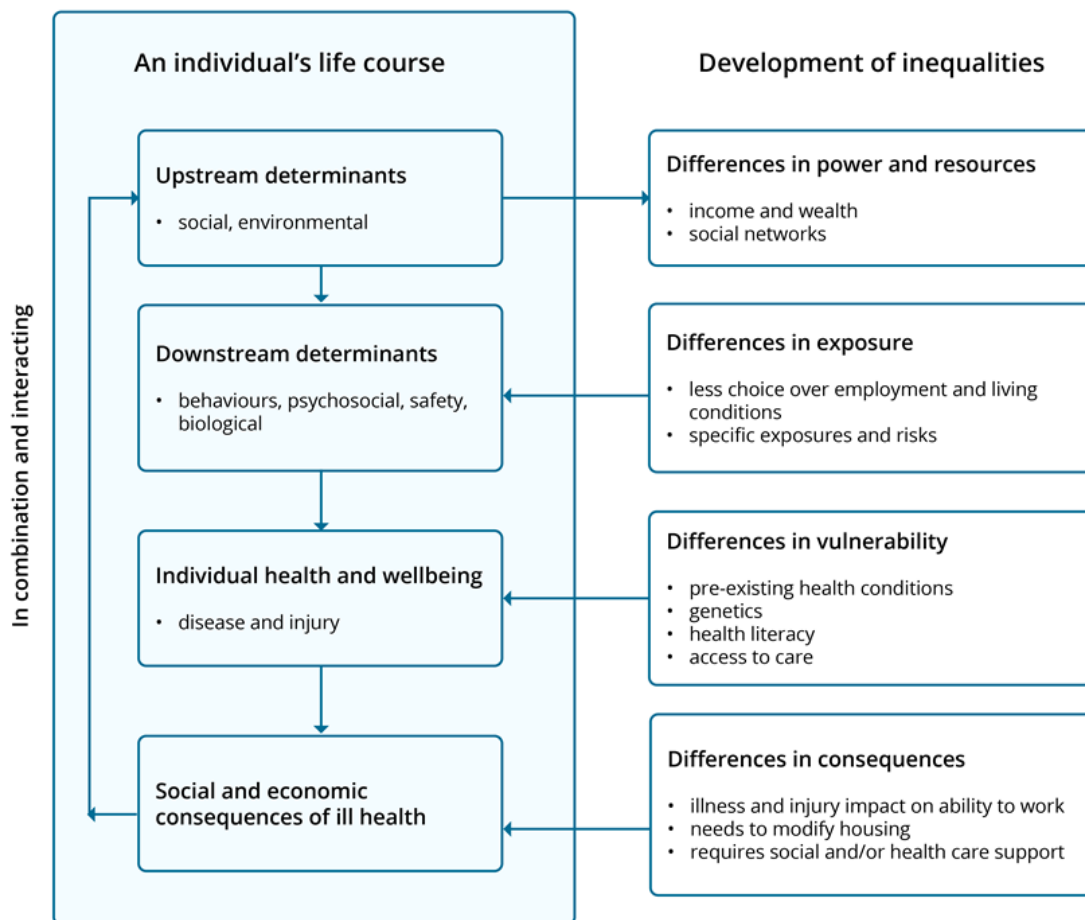 An individual’s life course
Upstream determinants
• social, environmental
Downstream determinants
• behaviours, psychosocial, safety,
biological
Individual health and wellbeing
• disease and injury
Social and economic
consequences of ill health
In combination and interacting
Development of inequalities
Differences in power and resources
• income and wealth
• social networks
Differences in exposure
• less choice over employment and living
conditions
• specific exposures and risks
Differences in vulnerability
• pre-existing health conditions
• genetics
• health literacy
• access to care
Differences in consequences
• illness and injury impact on ability to work
• needs to modify housing
• requires social and/or health care support